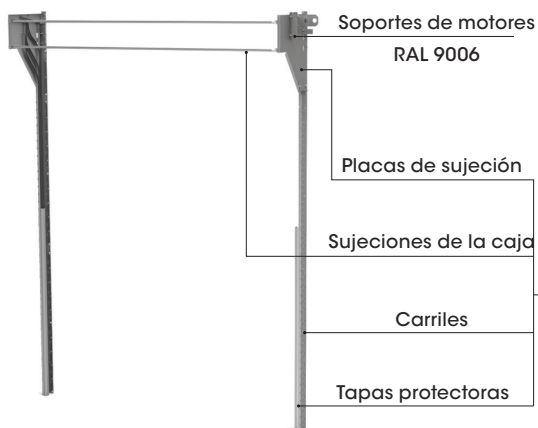 Soportes de motores
RAL 9006
Placas de sujeción
Sujeciones de la caja
Carriles
Tapas protectoras